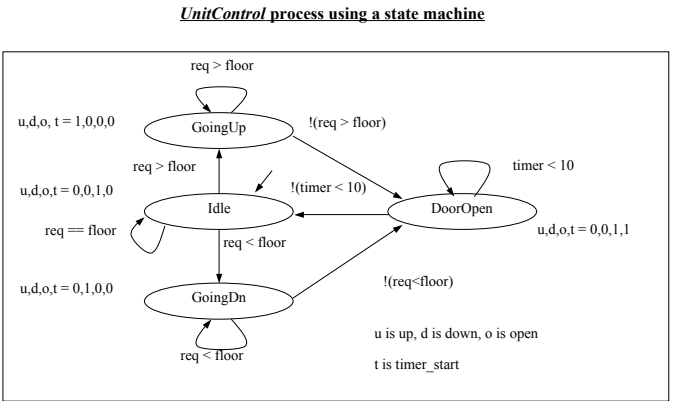 UnitControl process using a state machine
req > floor
u,d,o, t = 1,0,0,0
GoingUp
!(req > floor)
req > floor
timer < 10
u,d,o,t = 0,0,1,0
!(timer < 10)
Idle
DoorOpen
req == floor
u,d,o,t = 0,0,1,1
req < floor
u,d,o,t = 0,1,0,0
GoingDn
!(req<floor)
u is up, d is down, o is open
req < floor
t is timer_start